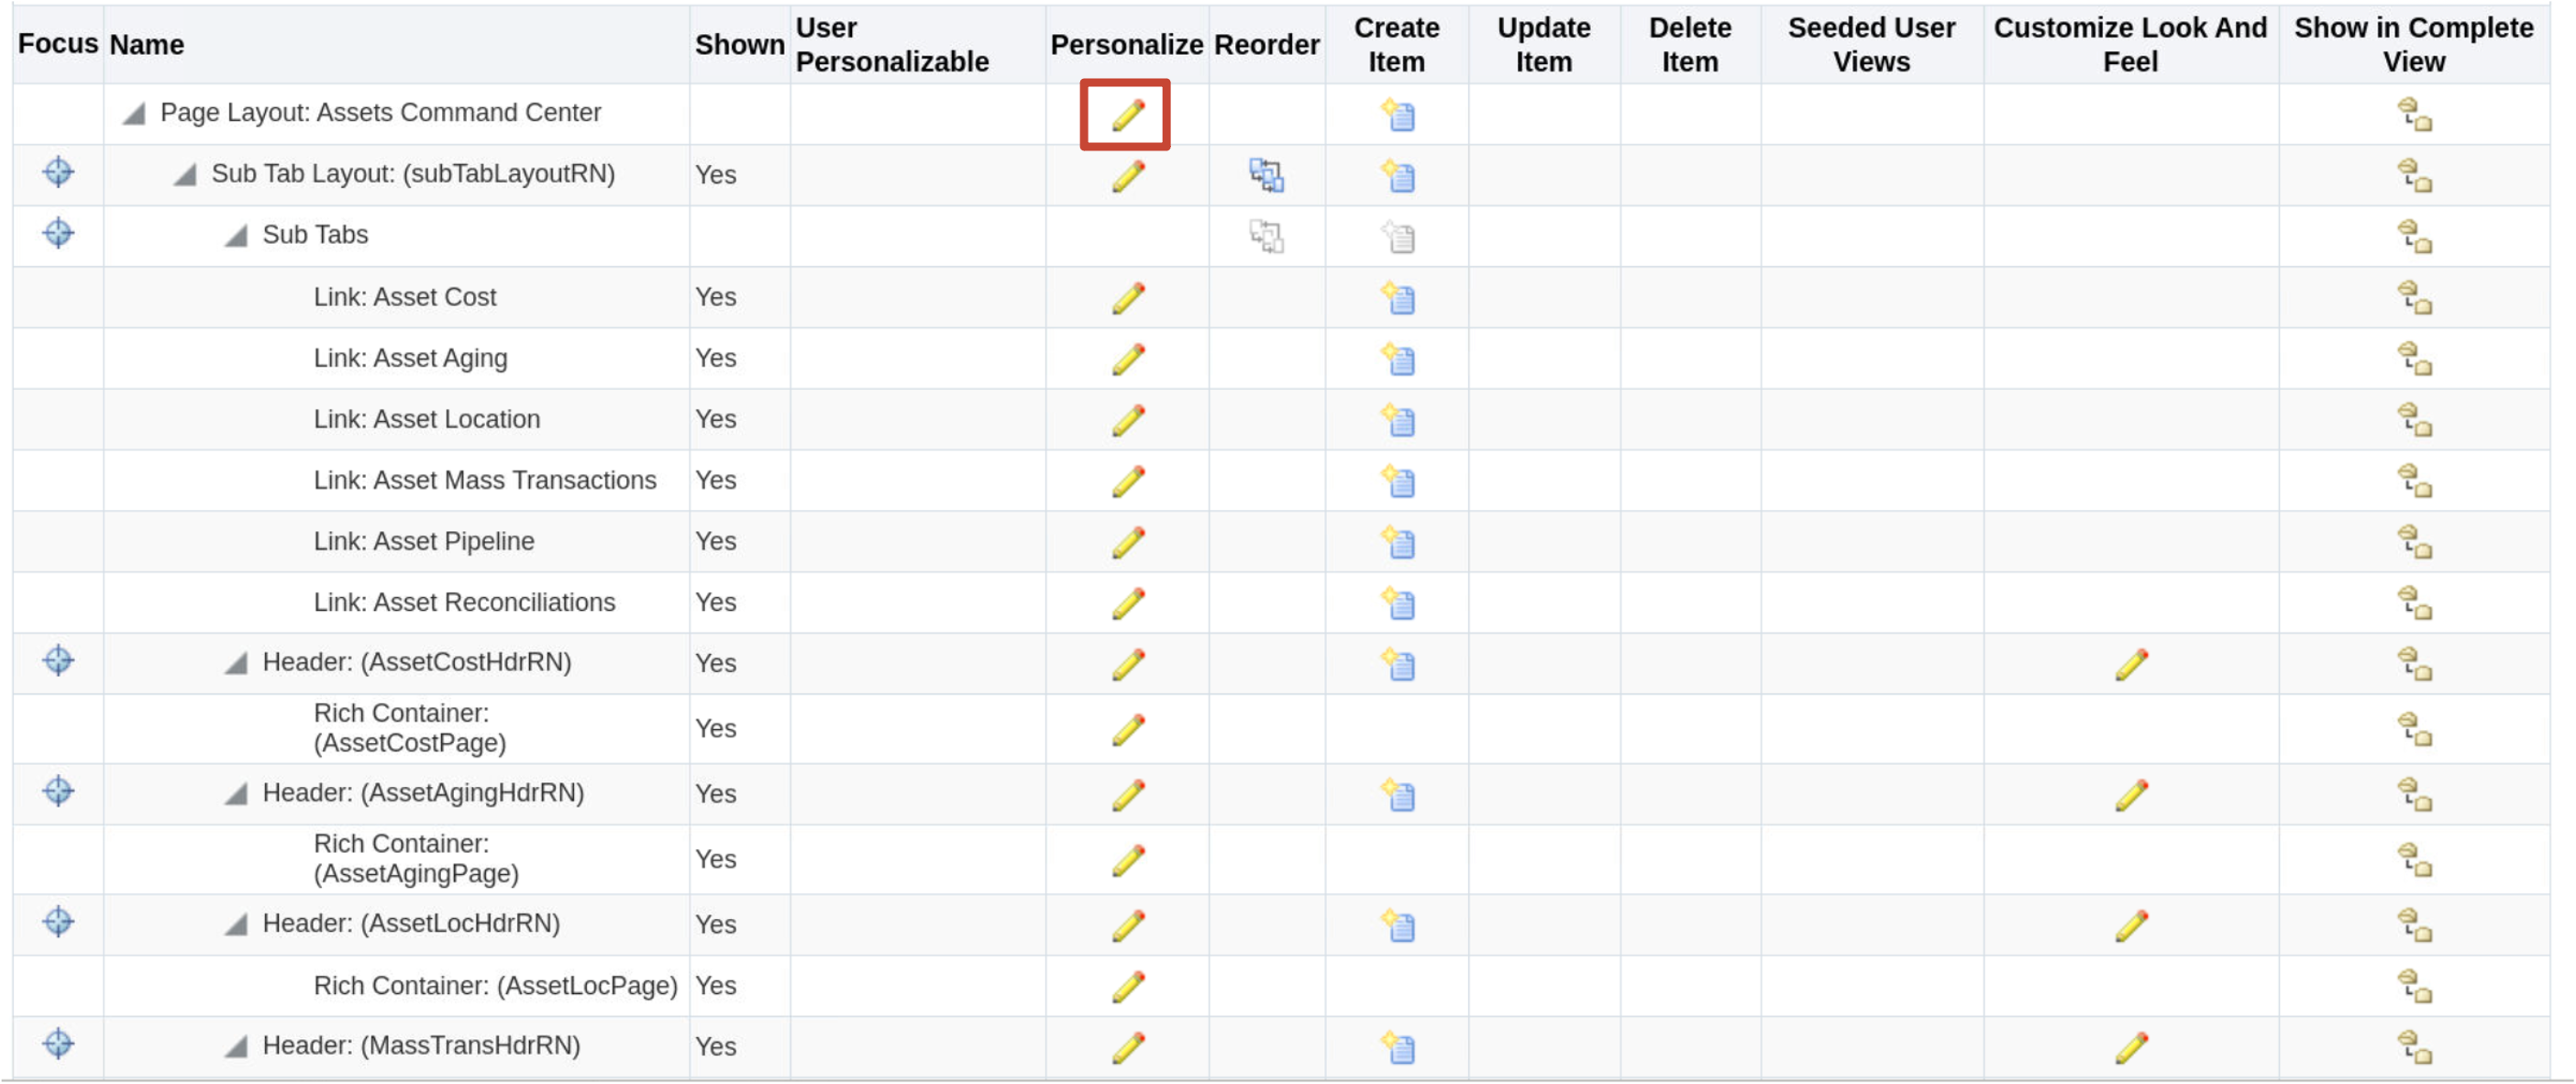 Focus Name Shown User Personalizable Personalize Reorder Create Item Update Item Delete Item Seeded User Views Customize Look And Feel Show in Complete View
Page Layout: Assets Command Center
Sub Tab Layout: (subTabLayoutRN) Yes
Sub Tabs
Link: Asset Cost Yes
Link: Asset Aging Yes
Link: Asset Location Yes
Link: Asset Mass Transactions Yes
Link: Asset Pipeline Yes
Link: Asset Reconciliations Yes
Header: (AssetCostHdrRN) Yes
Rich Container:
(AssetCostPage) Yes
Header: (AssetAgingHdrRN) Yes
Rich Container:
(AssetAgingPage) Yes
Header: (AssetLocHdrRN) Yes
Rich Container: (AssetLocPage) Yes
Header: (MassTransHdrRN) Yes